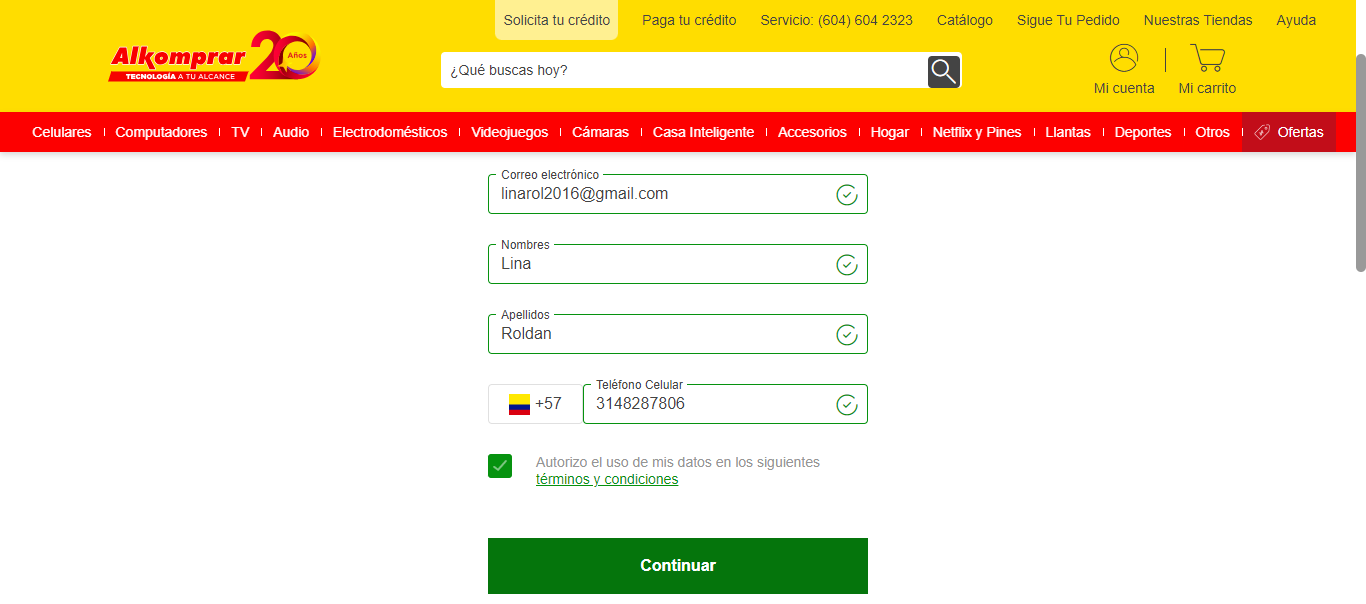 Solicita tu crédito Paga tu crédito Servicio: (604) 604 2323 Catálogo Sigue Tu Pedido Nuestras Tiendas Ayuda
Alkomprar 20 Años
TECNOLOGÍA A TU ALCANCE
¿Qué buscas hoy?
Mi cuenta Mi carrito
Celulares Computadores TV Audio Electrodomésticos Videojuegos Cámaras Casa Inteligente Accesorios Hogar Netflix y Pines Llantas Deportes Otros Ofertas
Correo electrónico
linarol2016@gmail.com
Nombres
Lina
Apellidos
Roldan
Teléfono Celular
+57 3148287806
Autorizo el uso de mis datos en los siguientes
términos y condiciones
Continuar